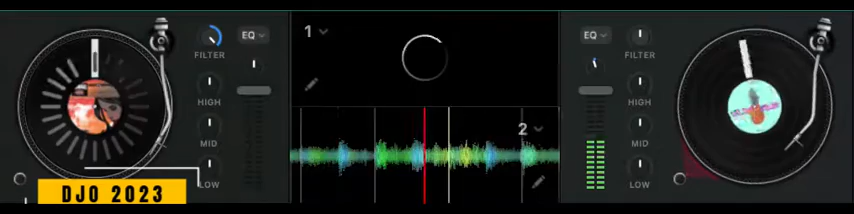 1
EQ
FILTER
HIGH
MID
LOW
DJO 2023
2
EQ
FILTER
HIGH
MID
LOW